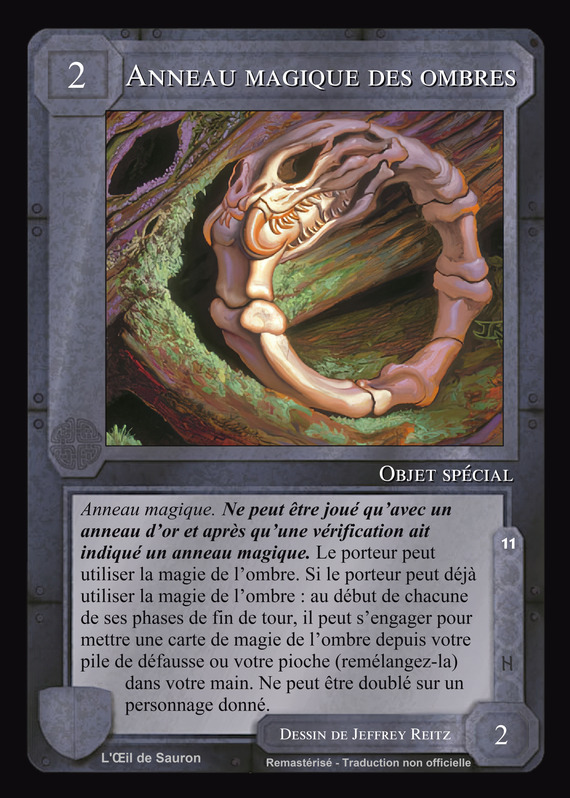 2
ANNEAU MAGIQUE DES OMBRES
JR
OBJET SPÉCIAL
Anneau magique. Ne peut être joué qu’avec un
anneau d’or et après qu’une vérification ait
indiqué un anneau magique. Le porteur peut
utiliser la magie de l’ombre. Si le porteur peut déjà
utiliser la magie de l’ombre : au début de chacune
de ses phases de fin de tour, il peut s’engager pour
mettre une carte de magie de l’ombre depuis votre
pile de défausse ou votre pioche (remélangez-la)
dans votre main. Ne peut être doublé sur un
personnage donné.
11
DESSIN DE JEFFREY REITZ
2
L'Œil de Sauron
Remastérisé - Traduction non officielle